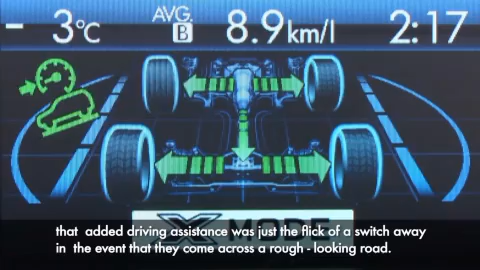 - 3°C AVG. B 8.9km/l 2:17
X MODE
that added driving assistance was just the flick of a switch away
in the event that they come across a rough - looking road.